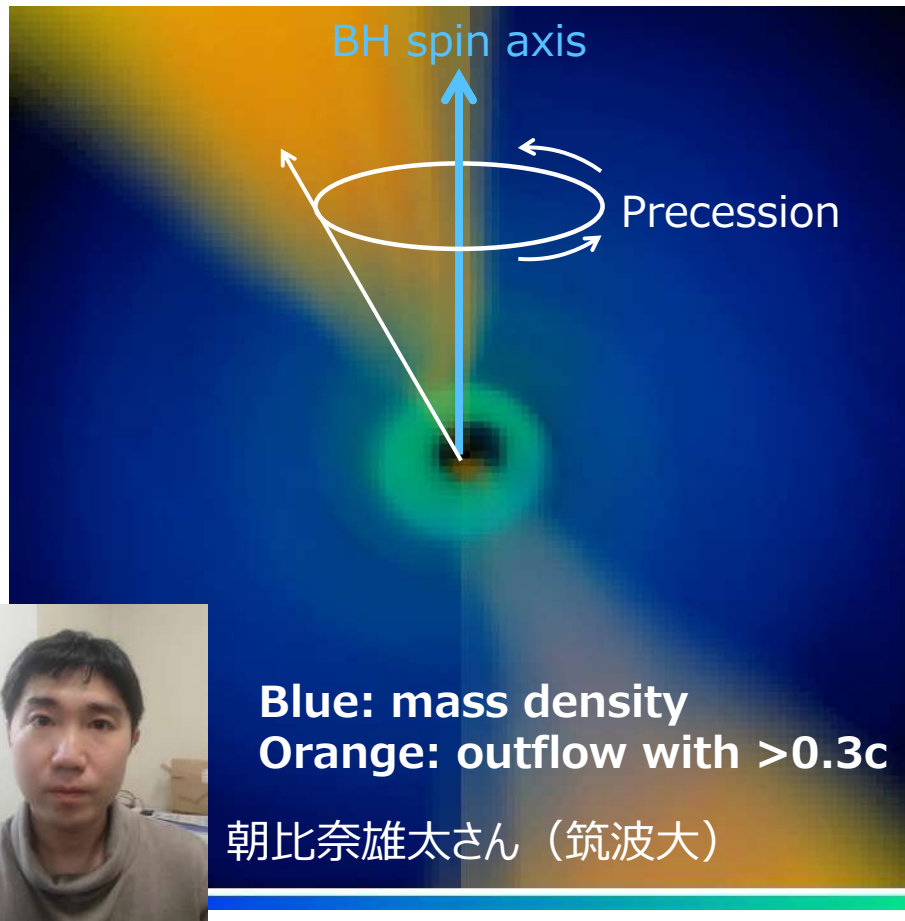 BH spin axis
Precession
Blue: mass density
Orange: outflow with >0.3c
朝比奈雄太さん（筑波大）